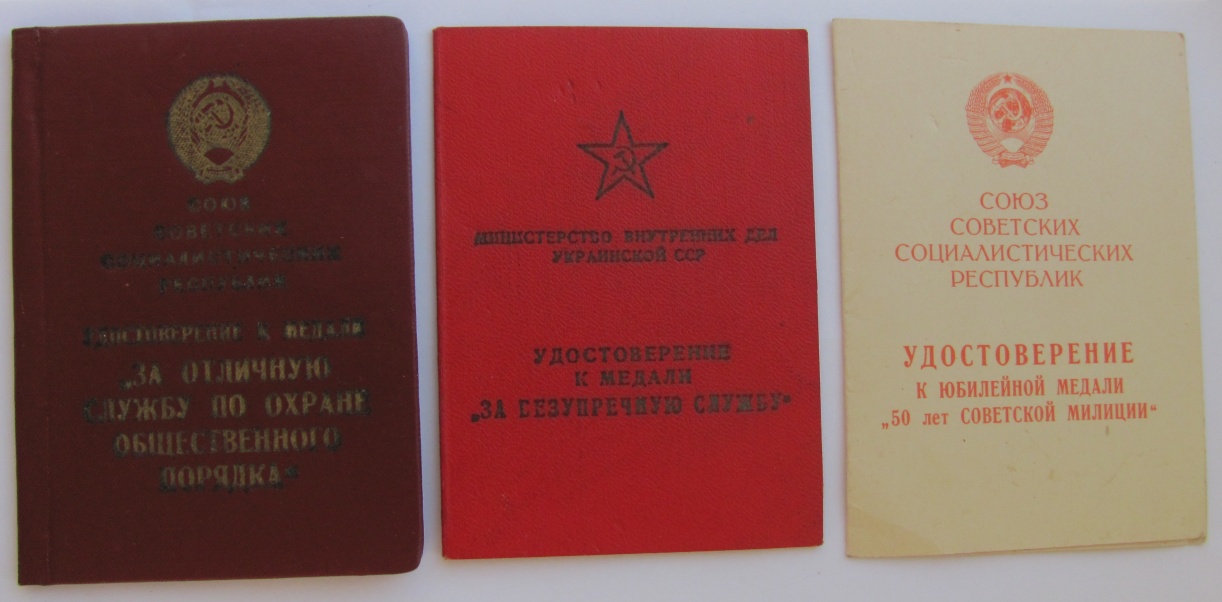 СОЮЗ
СОВЕТСКИХ
СОЦИАЛИСТИЧЕСКИХ
РЕСПУБЛИК
УДОСТОВЕРЕНИЕ К МЕДАЛИ
„ЗА ОТЛИЧНУЮ
СЛУЖБУ ПО ОХРАНЕ
ОБЩЕСТВЕННОГО
ПОРЯДКА“
МИНИСТЕРСТВО ВНУТРЕННИХ ДЕЛ
УКРАИНСКОЙ ССР
УДОСТОВЕРЕНИЕ
К МЕДАЛИ
„ЗА БЕЗУПРЕЧНУЮ СЛУЖБУ“
СОЮЗ
СОВЕТСКИХ
СОЦИАЛИСТИЧЕСКИХ
РЕСПУБЛИК
УДОСТОВЕРЕНИЕ
К ЮБИЛЕЙНОЙ МЕДАЛИ
„50 лет СОВЕТСКОЙ МИЛИЦИИ“